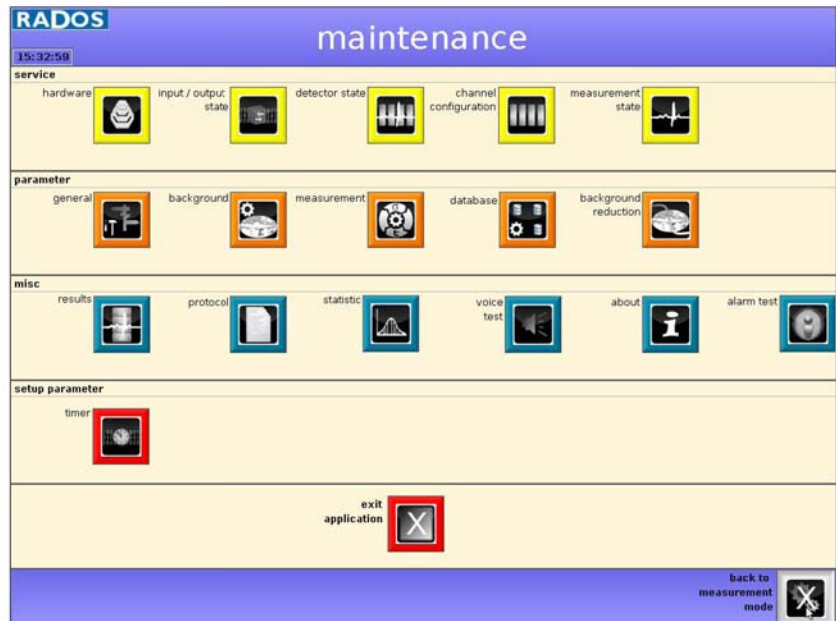 RADOS
maintenance
15:32:59
service
hardware
input / output
state
detector state
channel
configuration
measurement
state
parameter
general
background
measurement
database
background
reduction
misc
results
protocol
statistic
voice
test
about
alarm test
setup parameter
timer
exit
application
X
back to
measurement
mode
X